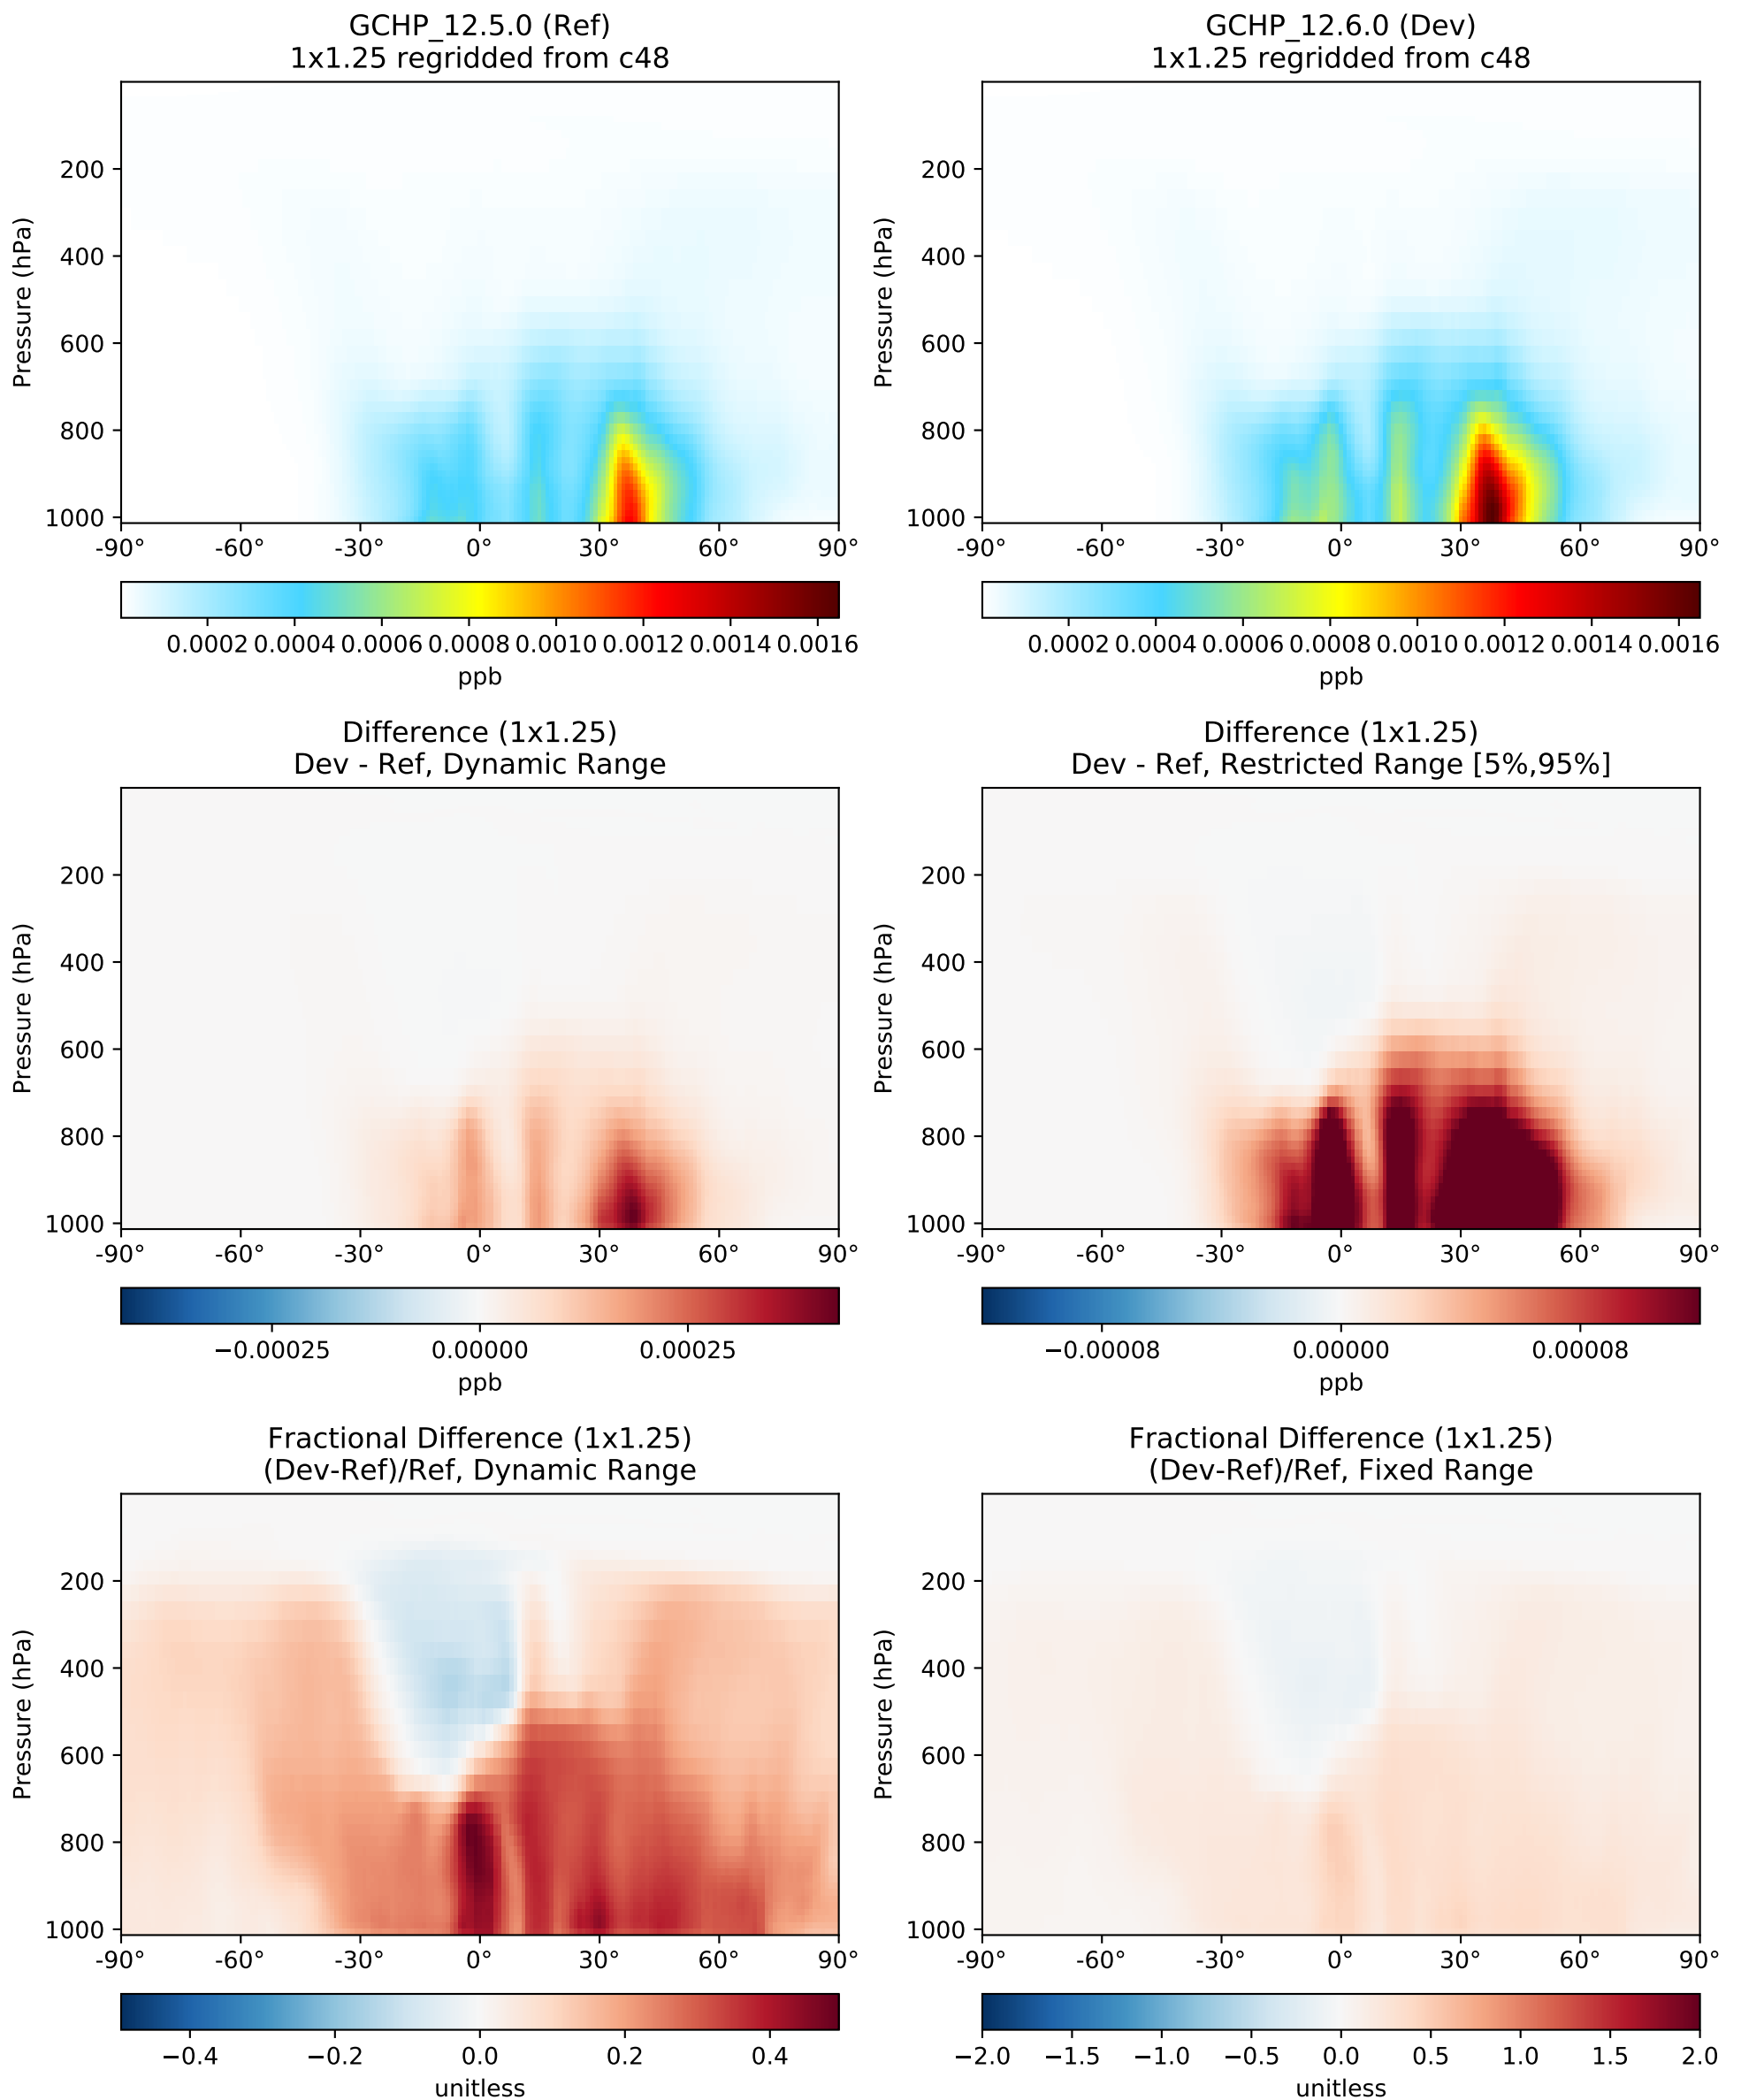 GCHP_12.5.0 (Ref)
1x1.25 regridded from c48
Pressure (hPa)
200
400
600
800
1000
-90° -60° -30° 0° 30° 60° 90°
0.0002 0.0004 0.0006 0.0008 0.0010 0.0012 0.0014 0.0016
ppb
GCHP_12.6.0 (Dev)
1x1.25 regridded from c48
Pressure (hPa)
200
400
600
800
1000
-90° -60° -30° 0° 30° 60° 90°
0.0002 0.0004 0.0006 0.0008 0.0010 0.0012 0.0014 0.0016
ppb
Difference (1x1.25)
Dev - Ref, Dynamic Range
Pressure (hPa)
200
400
600
800
1000
-90° -60° -30° 0° 30° 60° 90°
−0.00025 0.00000 0.00025
ppb
Difference (1x1.25)
Dev - Ref, Restricted Range [5%,95%]
Pressure (hPa)
200
400
600
800
1000
-90° -60° -30° 0° 30° 60° 90°
−0.00008 0.00000 0.00008
ppb
Fractional Difference (1x1.25)
(Dev-Ref)/Ref, Dynamic Range
Pressure (hPa)
200
400
600
800
1000
-90° -60° -30° 0° 30° 60° 90°
−0.4 −0.2 0.0 0.2 0.4
unitless
Fractional Difference (1x1.25)
(Dev-Ref)/Ref, Fixed Range
Pressure (hPa)
200
400
600
800
1000
-90° -60° -30° 0° 30° 60° 90°
−2.0 −1.5 −1.0 −0.5 0.0 0.5 1.0 1.5 2.0
unitless